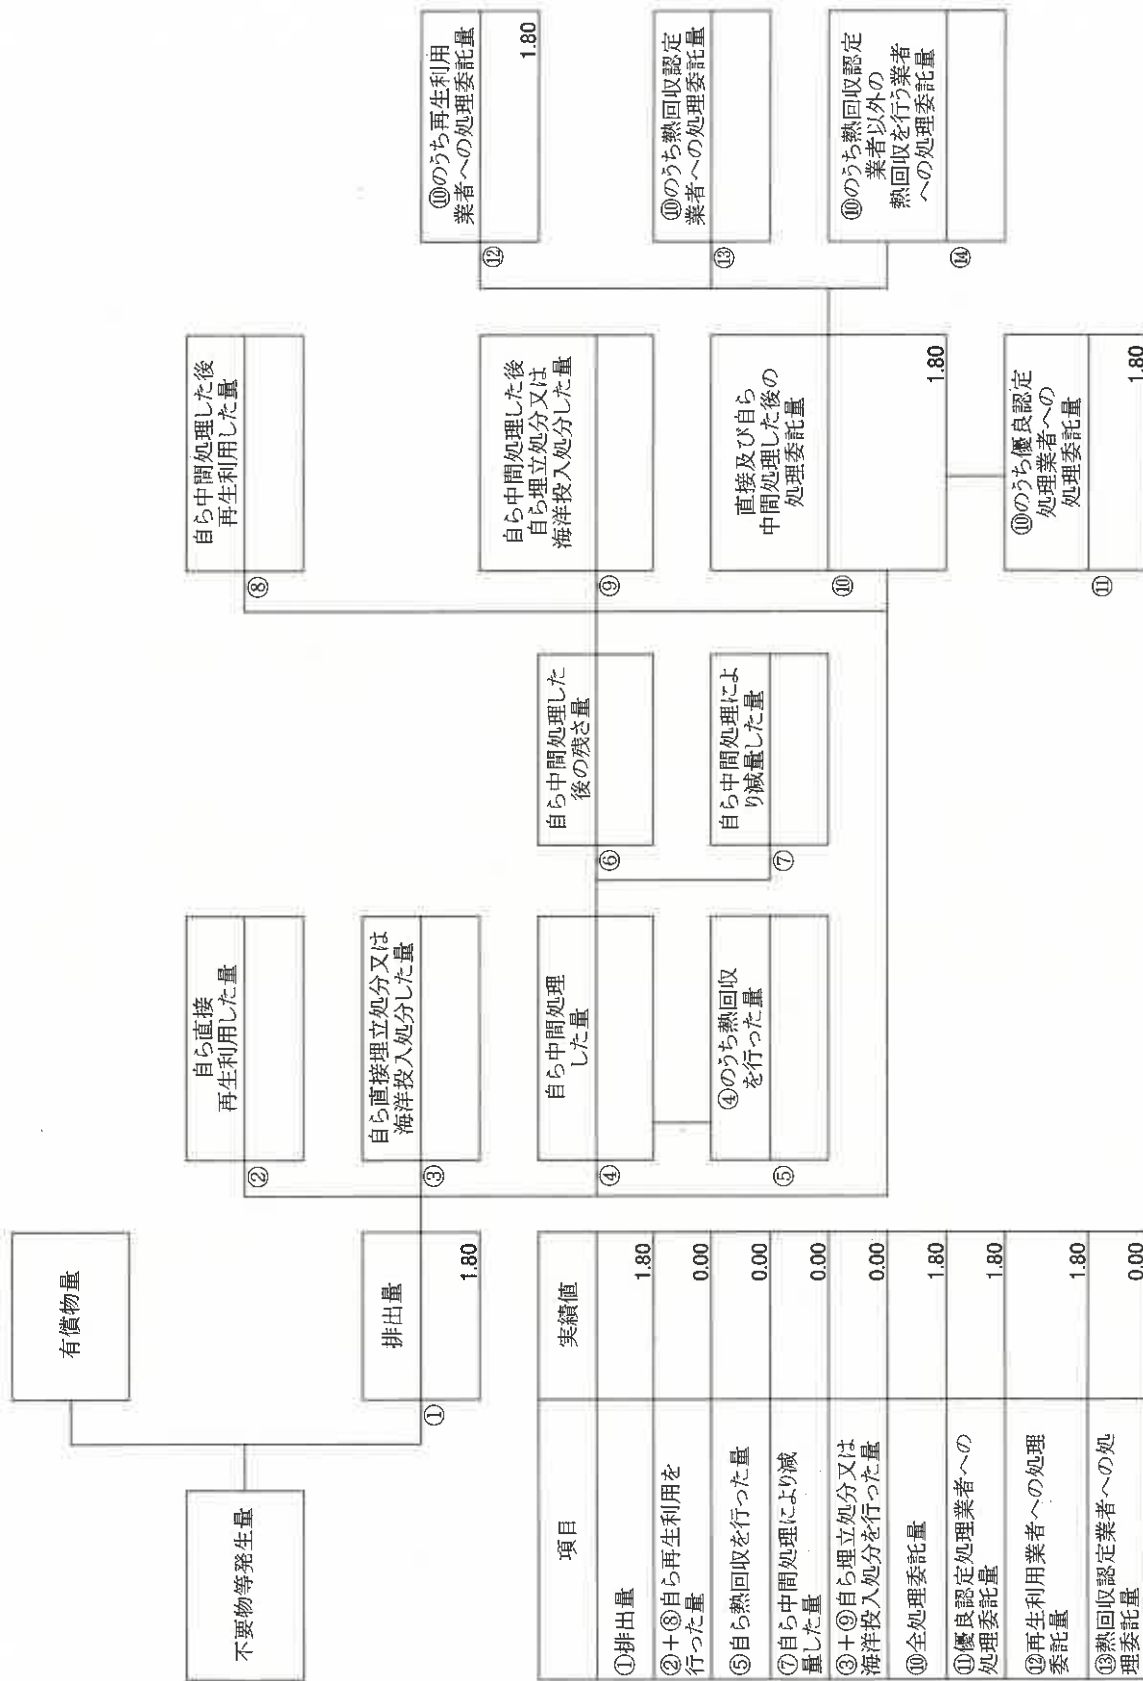 不要物等発生量
有償物量
①
排出量
1.80
②
自ら直接
再生利用した量
③
自ら直接埋立処分又は
海洋投入処分した量
④
自ら中間処理
した量
⑤
④のうち熱回収
を行った量
⑥
自ら中間処理した
後の残さ量
⑦
自ら中間処理によ
り減量した量
⑧
自ら中間処理した後
再生利用した量
⑨
自ら中間処理した後
自ら埋立処分又は
海洋投入処分した量
⑩
直接及び自ら
中間処理した後の
処理委託量
1.80
⑪
⑩のうち優良認定
処理業者への
処理委託量
1.80
⑫
⑩のうち再生利用
業者への処理委託量
1.80
⑬
⑩のうち熱回収認定
業者への処理委託量
⑭
⑩のうち熱回収認定
業者以外の
熱回収を行う業者
への処理委託量
項目 実績値
①排出量 1.80
②+⑧自ら再生利用を
行った量 0.00
⑤自ら熱回収を行った量 0.00
⑦自ら中間処理により減
量した量 0.00
③+⑨自ら埋立処分又は
海洋投入処分を行った量 0.00
⑩全処理委託量 1.80
⑪優良認定処理業者への
処理委託量 1.80
⑫再生利用業者への処理
委託量 1.80
⑬熱回収認定業者への処
理委託量 0.00